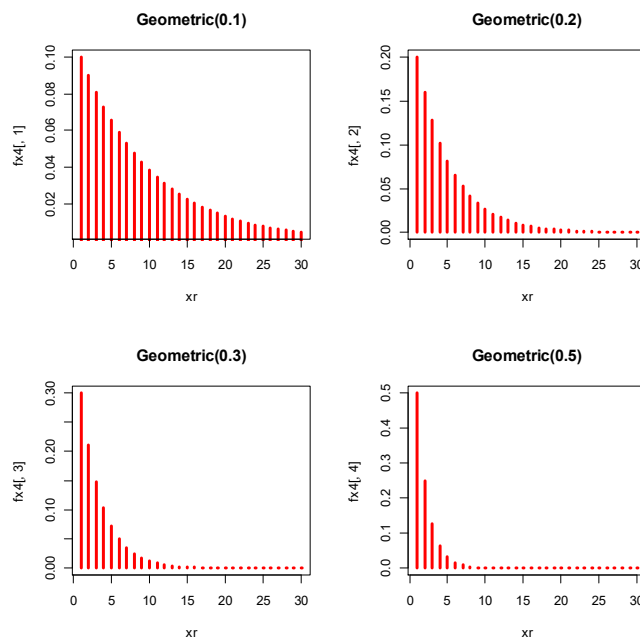 Geometric(0.1)
fx4[, 1]
0.02 0.04 0.06 0.08 0.10
0 5 10 15 20 25 30
xr
Geometric(0.2)
fx4[, 2]
0.00 0.05 0.10 0.15 0.20
0 5 10 15 20 25 30
xr
Geometric(0.3)
fx4[, 3]
0.00 0.10 0.20 0.30
0 5 10 15 20 25 30
xr
Geometric(0.5)
fx4[, 4]
0.0 0.1 0.2 0.3 0.4 0.5
0 5 10 15 20 25 30
xr